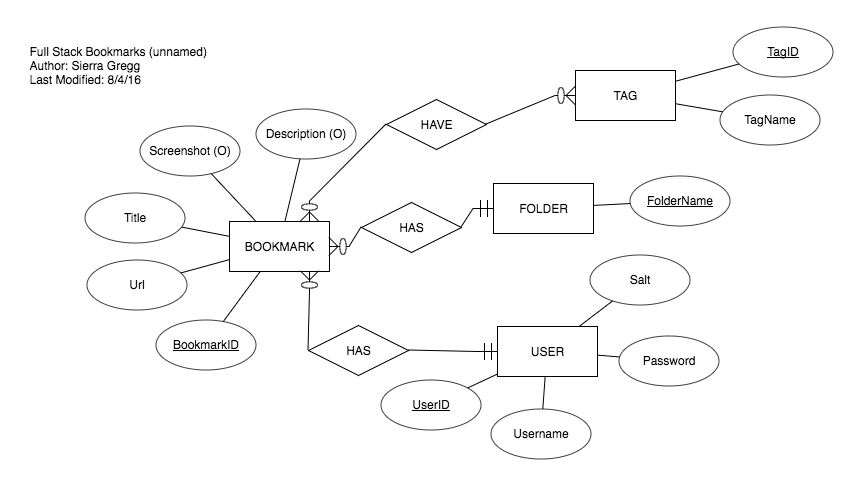 Full Stack Bookmarks (unnamed)
Author: Sierra Gregg
Last Modified: 8/4/16
TagID
TAG
TagName
HAVE
Description (O)
Screenshot (O)
Title
FolderName
FOLDER
HAS
BOOKMARK
Url
Salt
BookmarkID
HAS
USER
Password
UserID
Username